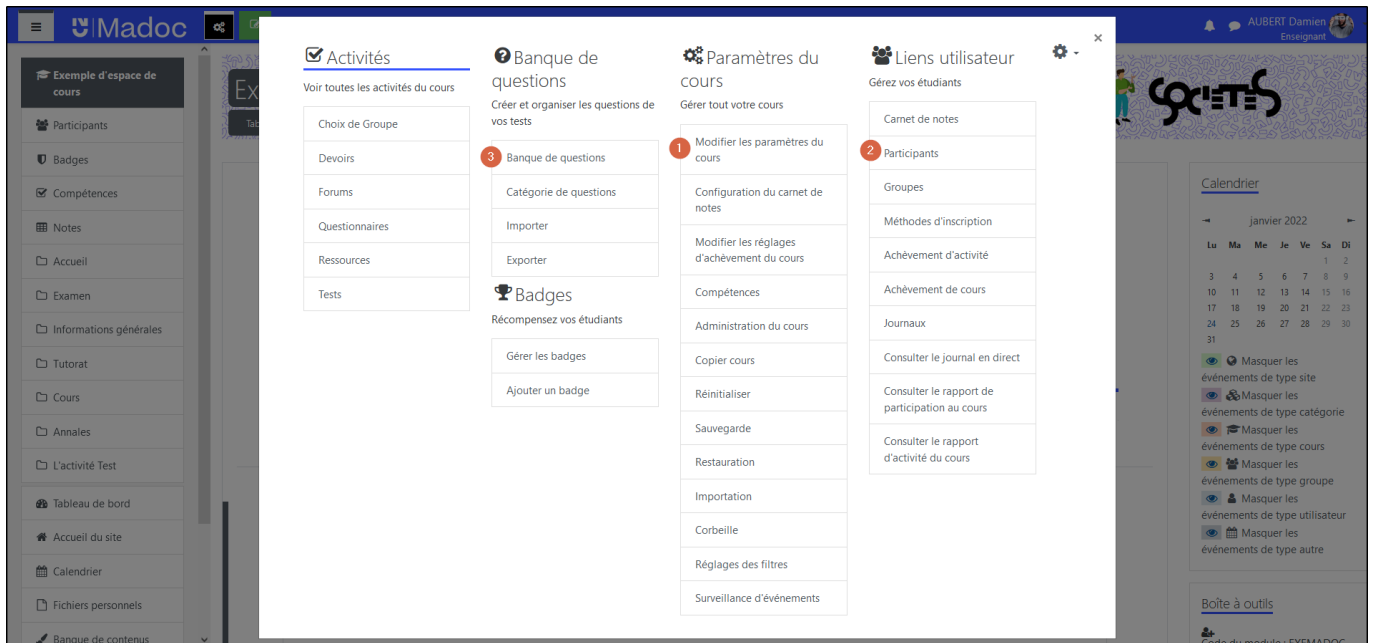 Madoc
AUBERT Damien
Enseignant
Exemple d'espace de
cours
Participants
Badges
Compétences
Notes
Accueil
Examen
Informations générales
Tutorat
Cours
Annales
L'activité Test
Tableau de bord
Accueil du site
Calendrier
Fichiers personnels
Banque de contenus
Ex
Tab
Activités
Voir toutes les activités du cours
Choix de Groupe
Devoirs
Forums
Questionnaires
Ressources
Tests
Banque de
questions
Créer et organiser les questions de
vos tests
3 Banque de questions
Catégorie de questions
Importer
Exporter
Badges
Récompensez vos étudiants
Gérer les badges
Ajouter un badge
Paramètres du
cours
Gérer tout votre cours
1 Modifier les paramètres du
cours
Configuration du carnet de
notes
Modifier les réglages
d'achèvement du cours
Compétences
Administration du cours
Copier cours
Réinitialiser
Sauvegarde
Restauration
Importation
Corbeille
Réglages des filtres
Surveillance d'événements
Liens utilisateur
Gérez vos étudiants
Carnet de notes
2 Participants
Groupes
Méthodes d'inscription
Achèvement d'activité
Achèvement de cours
Journaux
Consulter le journal en direct
Consulter le rapport de
participation au cours
Consulter le rapport
d'activité du cours
×
SOCIETES
Calendrier
janvier 2022
Lu Ma Me Je Ve Sa Di
1 2
3 4 5 6 7 8 9
10 11 12 13 14 15 16
17 18 19 20 21 22 23
24 25 26 27 28 29 30
31
Masquer les
événements de type site
Masquer les
événements de type catégorie
Masquer les
événements de type cours
Masquer les
événements de type groupe
Masquer les
événements de type utilisateur
Masquer les
événements de type autre
Boîte à outils
Code du module : EXEMADOC